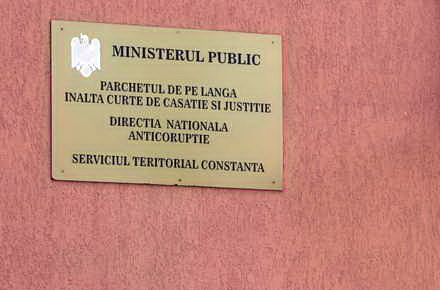 MINISTERUL PUBLIC
PARCHETUL DE PE LANGA
INALTA CURTE DE CASATIE SI JUSTITIE
DIRECTIA NATIONALA
ANTICORUPTIE
SERVICIUL TERITORIAL CONSTANTA